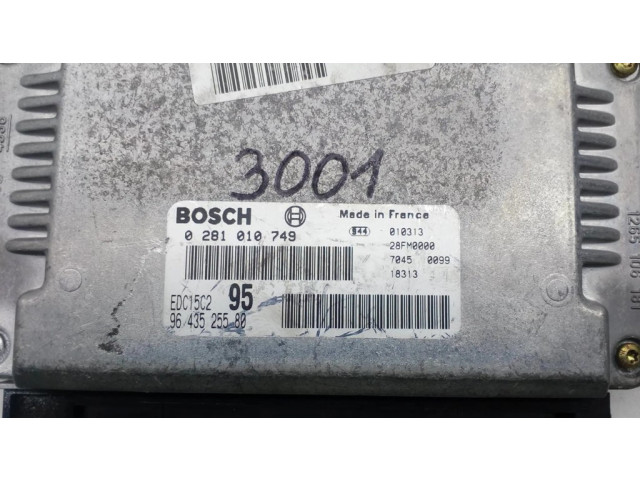 3001
BOSCH Made in France
0 281 010 749 S44 010313
28FM0000
7045 0099
18313
EDC15C2 95
96 435 255 80